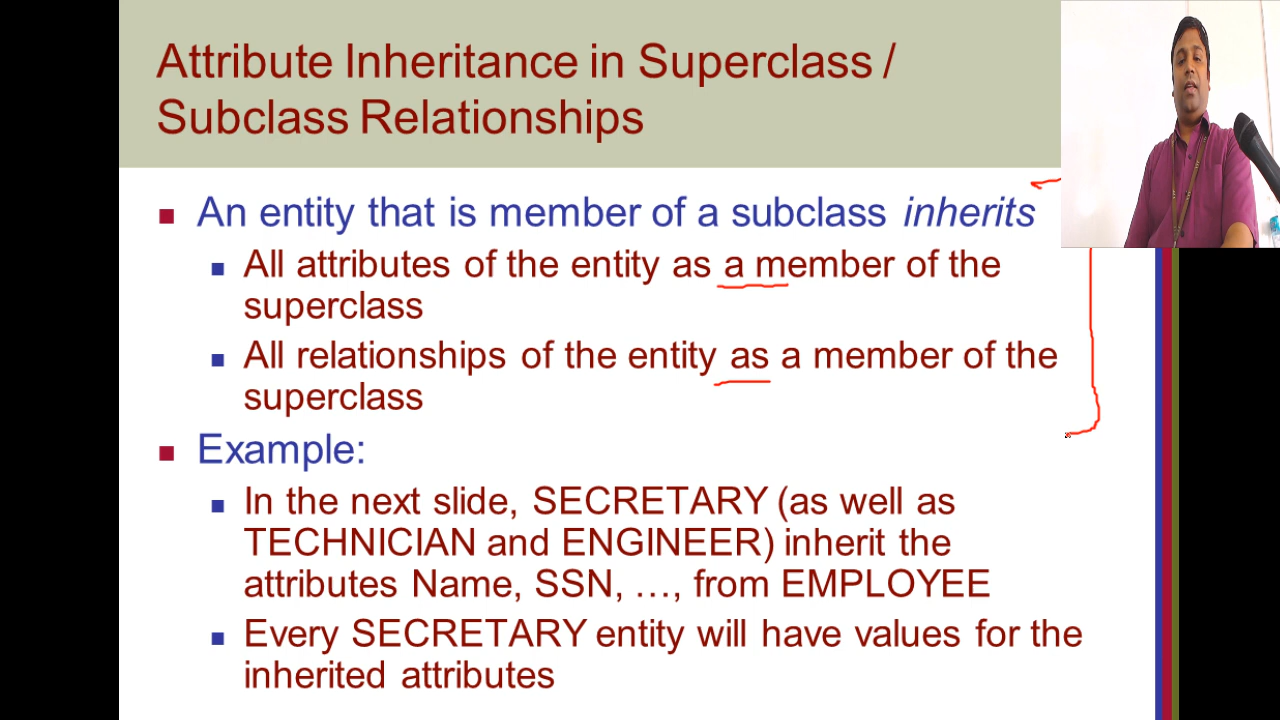 Attribute Inheritance in Superclass /
Subclass Relationships
An entity that is member of a subclass inherits
All attributes of the entity as a member of the
superclass
All relationships of the entity as a member of the
superclass
Example:
In the next slide, SECRETARY (as well as
TECHNICIAN and ENGINEER) inherit the
attributes Name, SSN, …, from EMPLOYEE
Every SECRETARY entity will have values for the
inherited attributes